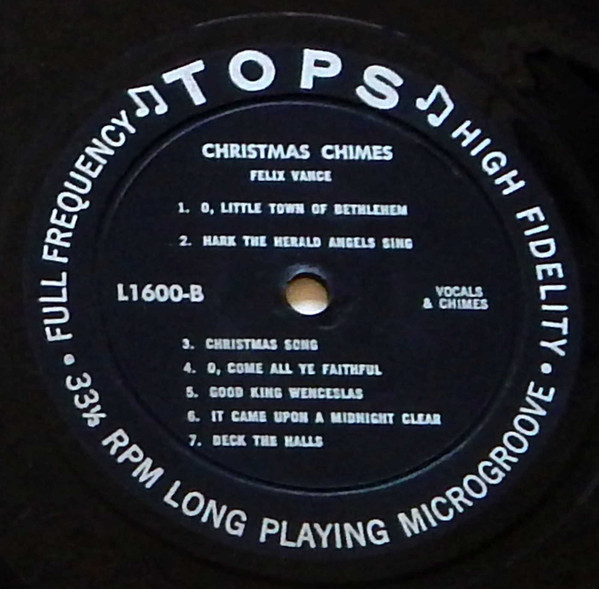 ♫ TOPS ♫
FULL FREQUENCY
HIGH FIDELITY
CHRISTMAS CHIMES
FELIX VANCE
1. O, LITTLE TOWN OF BETHLEHEM
2. HARK THE HERALD ANGELS SING
L1600-B
VOCALS
& CHIMES
3. CHRISTMAS SONG
4. O, COME ALL YE FAITHFUL
5. GOOD KING WENCESLAS
6. IT CAME UPON A MIDNIGHT CLEAR
7. DECK THE HALLS
• 33⅓ RPM LONG PLAYING MICROGROOVE •